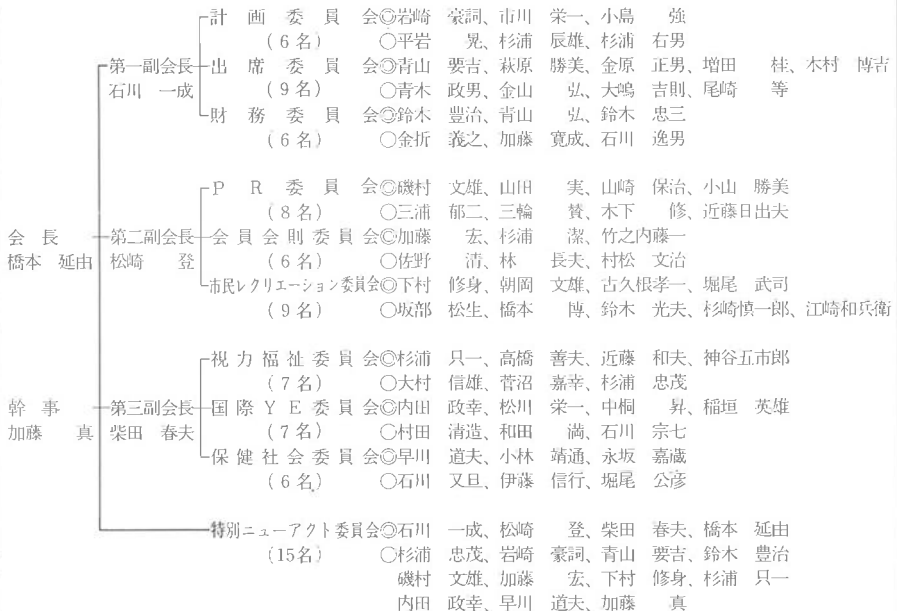 計画委員会◎岩崎 豪詞、市川 栄一、小島 強
(6名) ○平岩 晃、杉浦 辰雄、杉浦 右男
第一副会長 出席委員会◎青山 要吉、萩原 勝美、金原 正男、増田 桂、木村 博吉
石川 一成 (9名) ○青木 政男、金山 弘、大嶋 吉則、尾崎 等
財務委員会◎鈴木 豊治、青山 弘、鈴木 忠三
(6名) ○金折 義之、加藤 寛成、石川 逸男
PR委員会◎磯村 文雄、山田 実、山崎 保治、小山 勝美
(8名) ○三浦 郁二、三輪 賛、木下 修、近藤日出夫
会長 第二副会長 会員会則委員会◎加藤 宏、杉浦 潔、竹之内藤一
橋本 延由 松崎 登 (6名) ○佐野 清、林 長夫、村松 文治
市民レクリエーション委員会◎下村 修身、朝岡 文雄、古久根孝一、堀尾 武司
(9名) ○坂部 松生、橋本 博、鈴木 光夫、杉崎慎一郎、江崎和兵衛
視力福祉委員会◎杉浦 只一、高橋 善夫、近藤 和夫、神谷五市郎
(7名) ○大村 信雄、菅沼 嘉幸、杉浦 忠茂
幹事 第三副会長 国際YE委員会◎内田 政幸、松川 栄一、中桐 昇、稲垣 英雄
加藤 真 柴田 春夫 (7名) ○村田 清造、和田 満、石川 宗七
保健社会委員会◎早川 道夫、小林 靖通、永坂 嘉蔵
(6名) ○石川 又旦、伊藤 信行、堀尾 公彦
特別ニューアクト委員会◎石川 一成、松崎 登、柴田 春夫、橋本 延由
(15名) ○杉浦 忠茂、岩崎 豪詞、青山 要吉、鈴木 豊治
磯村 文雄、加藤 宏、下村 修身、杉浦 只一
内田 政幸、早川 道夫、加藤 真